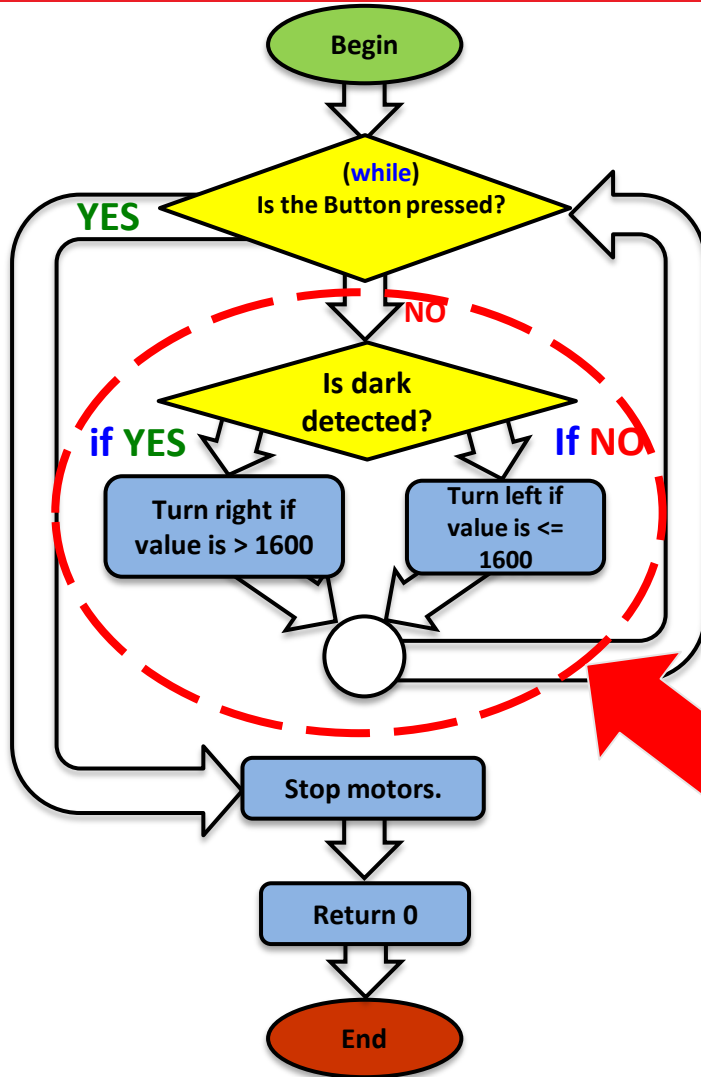 Begin
(while)
Is the Button pressed?
YES
NO
Is dark
detected?
if YES
If NO
Turn right if
value is > 1600
Turn left if
value is <=
1600
Stop motors.
Return 0
End